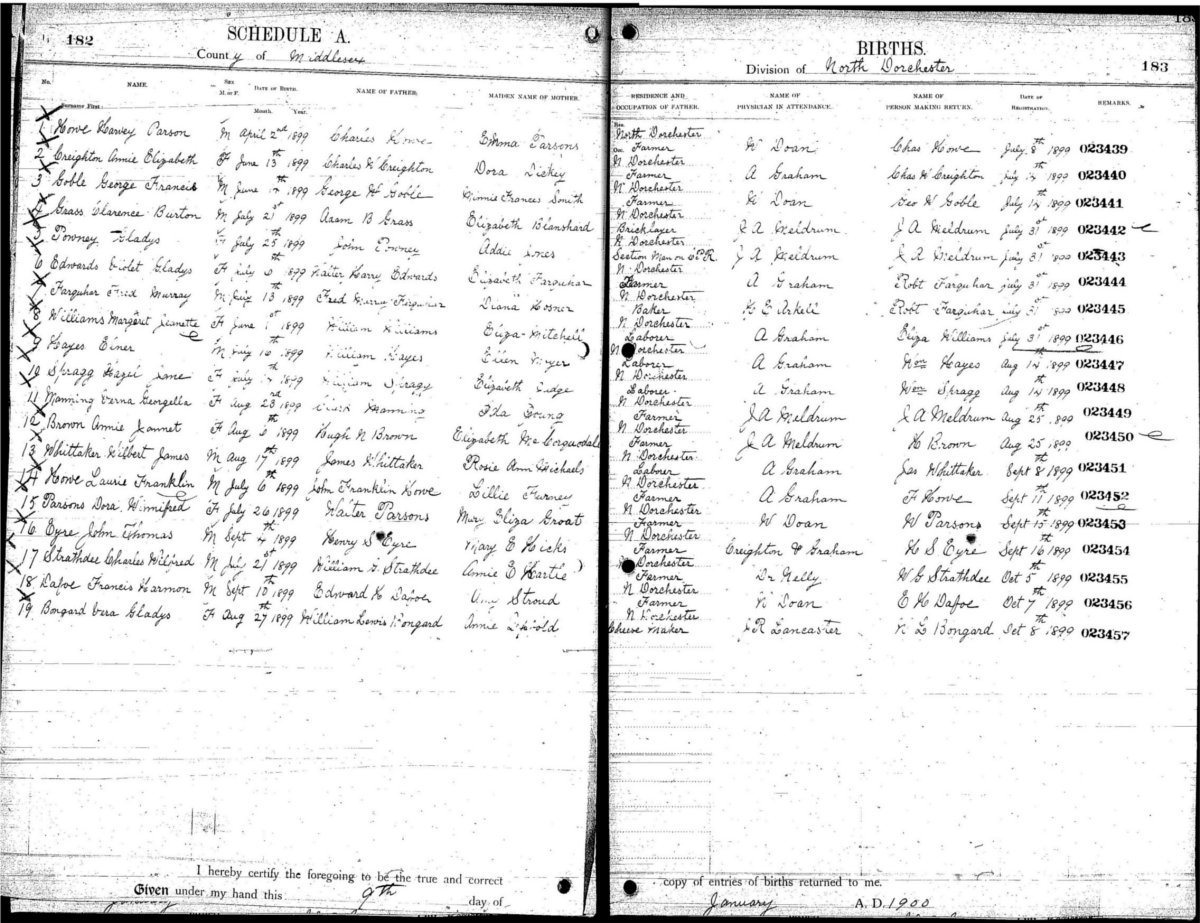 182
SCHEDULE A.
County of Middlesex
No. NAME. SEX M. or F. DATE OF BIRTH. Month. Year. NAME OF FATHER. MAIDEN NAME OF MOTHER.
Surname First
1 Howe Harvey Parson M April 2nd 1899 Charles Howe Emma Parsons
2 Creighton Annie Elizabeth F June 13th 1899 Charles W Creighton Dora Dickey
3 Goble George Francis M June 1899 George W Goble Minnie Frances Smith
4 Grass Clarence Burton M July 21st 1899 B Grass Elizabeth Blanshard
5 Powney Gladys F July 25th 1899 John Powney Addie Jones
6 Edwards Violet Gladys F July 6th 1899 Walter Harry Edwards Elizabeth Farquhar
7 Farquhar Fred Murray M July 13th 1899 Fred Murray Farquhar Diana Hosner
8 Williams Margaret Jeanette F June 1st 1899 William Williams Eliza Mitchell
9 Hayes Elner M July 16th 1899 William Hayes Ellen Moyer
10 Spragg Hazel Jane F July 1899 William Spragg Elizabeth
11 Manning Verna Georgella F Aug 23rd 1899 Manning Ida Young
12 Brown Annie Jannet F Aug 6th 1899 Hugh N Brown Elizabeth McCorquodale
13 Whittaker Wilbert James M Aug 17th 1899 James Whittaker Rosie Ann Michaels
14 Howe Laurie Franklin M July 6th 1899 John Franklin Howe Lillie Furney
15 Parsons Dora Winnifred F July 26th 1899 Walter Parsons Mary Eliza Groat
16 Eyre John Thomas M Sept 4th 1899 Henry S Eyre Mary E Hicks
17 Strathdee Charles Wilfred M July 21st 1899 William G Strathdee Annie E Hartle
18 Dafoe Francis Harmon M Sept 10th 1899 Edward H Dafoe Amy Stroud
19 Bongard Vera Gladys F Aug 27th 1899 William Lewis Bongard Annie
I hereby certify the foregoing to be the true and correct
Given under my hand this 9th day of
January
BIRTHS.
Division of North Dorchester
183
RESIDENCE AND OCCUPATION OF FATHER. NAME OF PHYSICIAN IN ATTENDANCE. NAME OF PERSON MAKING RETURN. DATE OF REGISTRATION. REMARKS.
Res. North Dorchester
Occ. Farmer W Doan Chas Howe July 8th 1899 023439
N Dorchester
Farmer A Graham Chas W Creighton July 1899 023440
N Dorchester
Farmer W Doan Geo W Goble July 14th 1899 023441
N Dorchester
Bricklayer J A Meldrum J A Meldrum July 31st 1899 023442
N Dorchester
Section Man on C.P.R. J A Meldrum J A Meldrum July 31st 1899 023443
N Dorchester
Farmer A Graham Robt Farquhar July 31st 1899 023444
N Dorchester
Baker Arkell Robt Farquhar July 31st 1899 023445
N Dorchester
Laborer A Graham Eliza Williams July 31st 1899 023446
N Dorchester
Laborer A Graham Wm Hayes Aug 14th 1899 023447
N Dorchester
Laborer A Graham Wm Spragg Aug 14th 1899 023448
N Dorchester
Farmer J A Meldrum J A Meldrum Aug 25th 1899 023449
N Dorchester
Farmer J A Meldrum H Brown Aug 25th 1899 023450
N Dorchester
Laborer A Graham Jas Whittaker Sept 8th 1899 023451
N Dorchester
Farmer A Graham F Howe Sept 11th 1899 023452
N Dorchester
Farmer W Doan W Parsons Sept 15th 1899 023453
N Dorchester
Farmer Creighton & Graham H S Eyre Sept 16th 1899 023454
N Dorchester
Farmer Dr Kelly W G Strathdee Oct 5th 1899 023455
N Dorchester
Farmer W Doan E H Dafoe Oct 7th 1899 023456
N Dorchester
Cheese Maker J R Lancaster W L Bongard Oct 8th 1899 023457
copy of entries of births returned to me.
January A. D. 1900